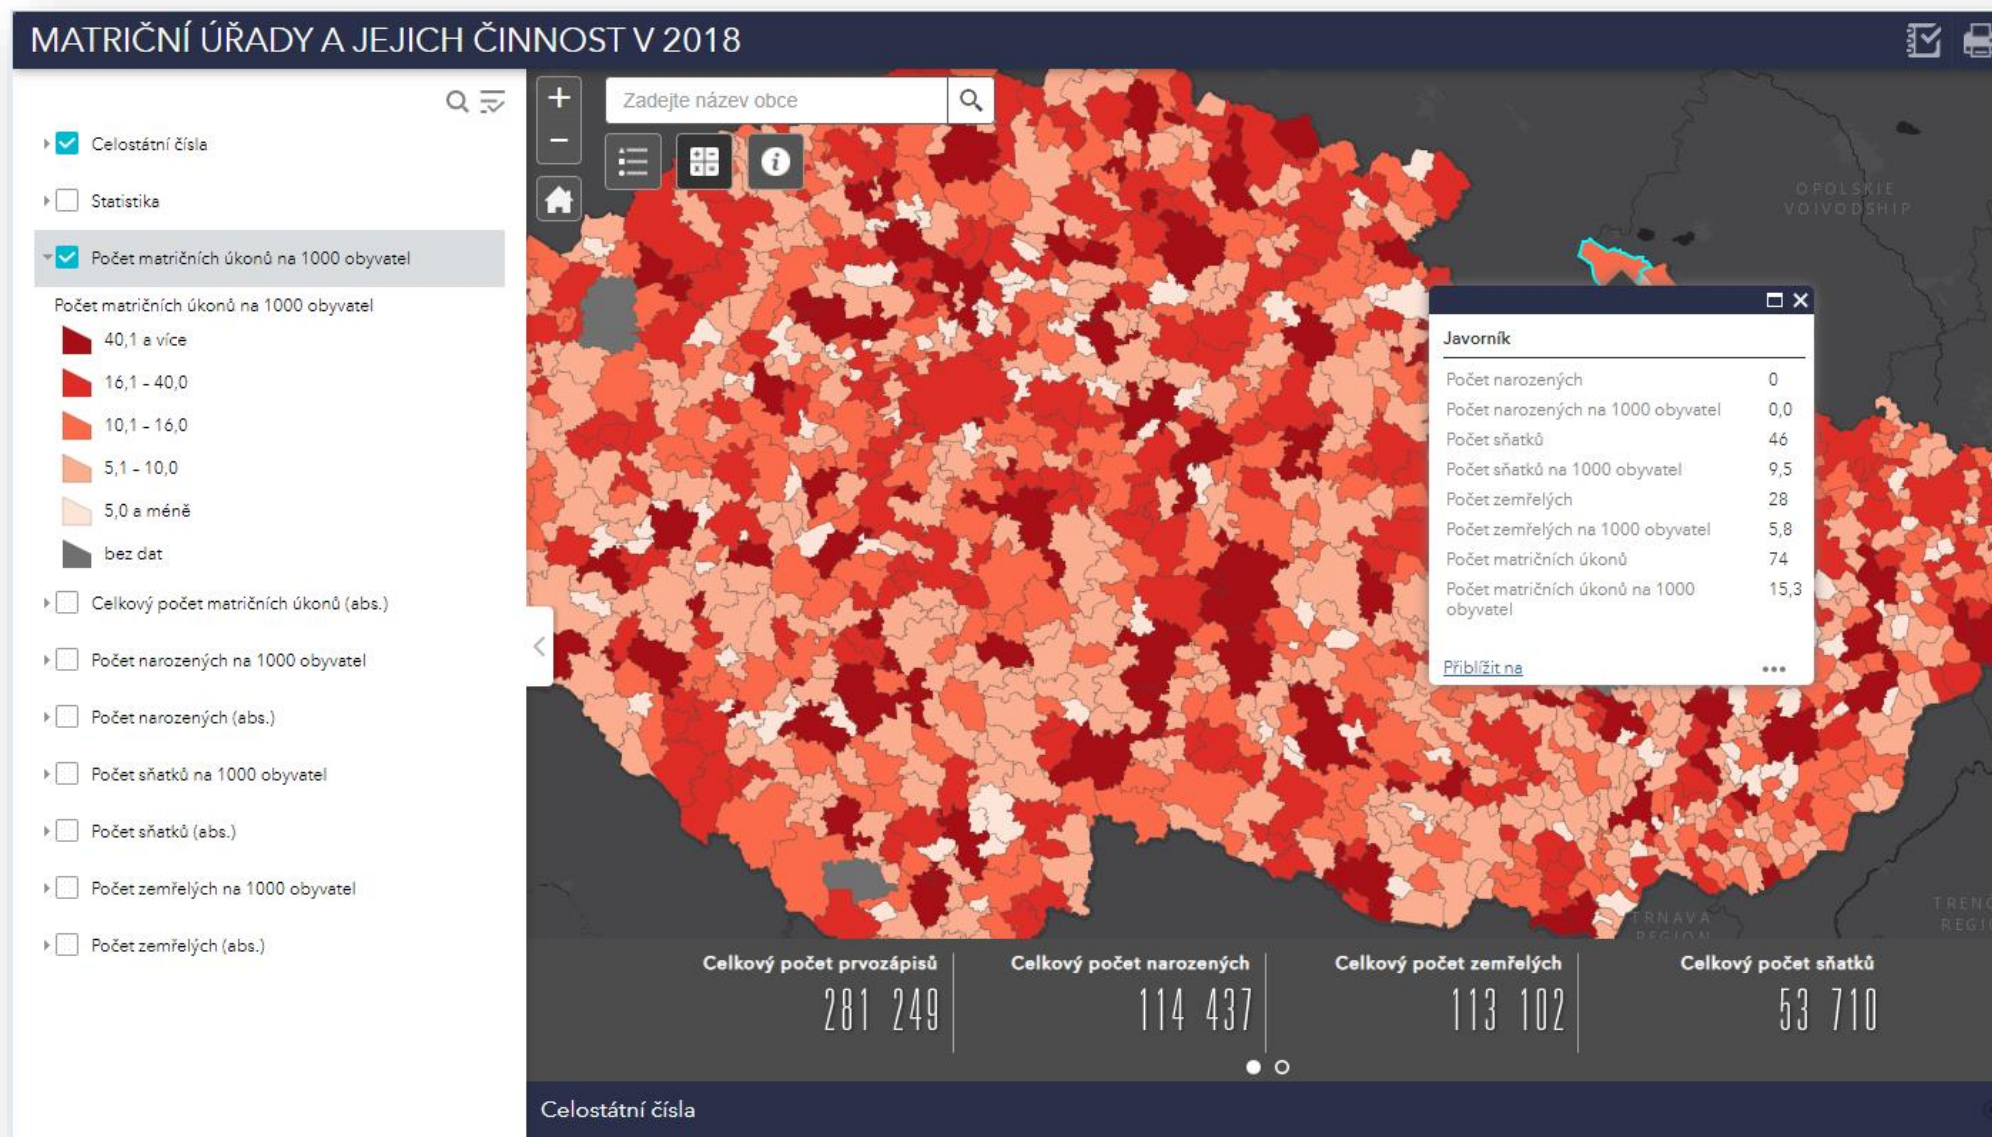 MATRIČNÍ ÚŘADY A JEJICH ČINNOST V 2018
Celostátní čísla
Statistika
Počet matričních úkonů na 1000 obyvatel
Počet matričních úkonů na 1000 obyvatel
40,1 a více
16,1 - 40,0
10,1 - 16,0
5,1 - 10,0
5,0 a méně
bez dat
Celkový počet matričních úkonů (abs.)
Počet narozených na 1000 obyvatel
Počet narozených (abs.)
Počet sňatků na 1000 obyvatel
Počet sňatků (abs.)
Počet zemřelých na 1000 obyvatel
Počet zemřelých (abs.)
Zadejte název obce
OPOLSKIE
VOIVODSHIP
Javorník
Počet narozených 0
Počet narozených na 1000 obyvatel 0,0
Počet sňatků 46
Počet sňatků na 1000 obyvatel 9,5
Počet zemřelých 28
Počet zemřelých na 1000 obyvatel 5,8
Počet matričních úkonů 74
Počet matričních úkonů na 1000 15,3
obyvatel
Přiblížit na
TRNAVA
REGION
Celkový počet prvozápisů
281 249
Celkový počet narozených
114 437
Celkový počet zemřelých
113 102
Celkový počet sňatků
53 710
Celostátní čísla